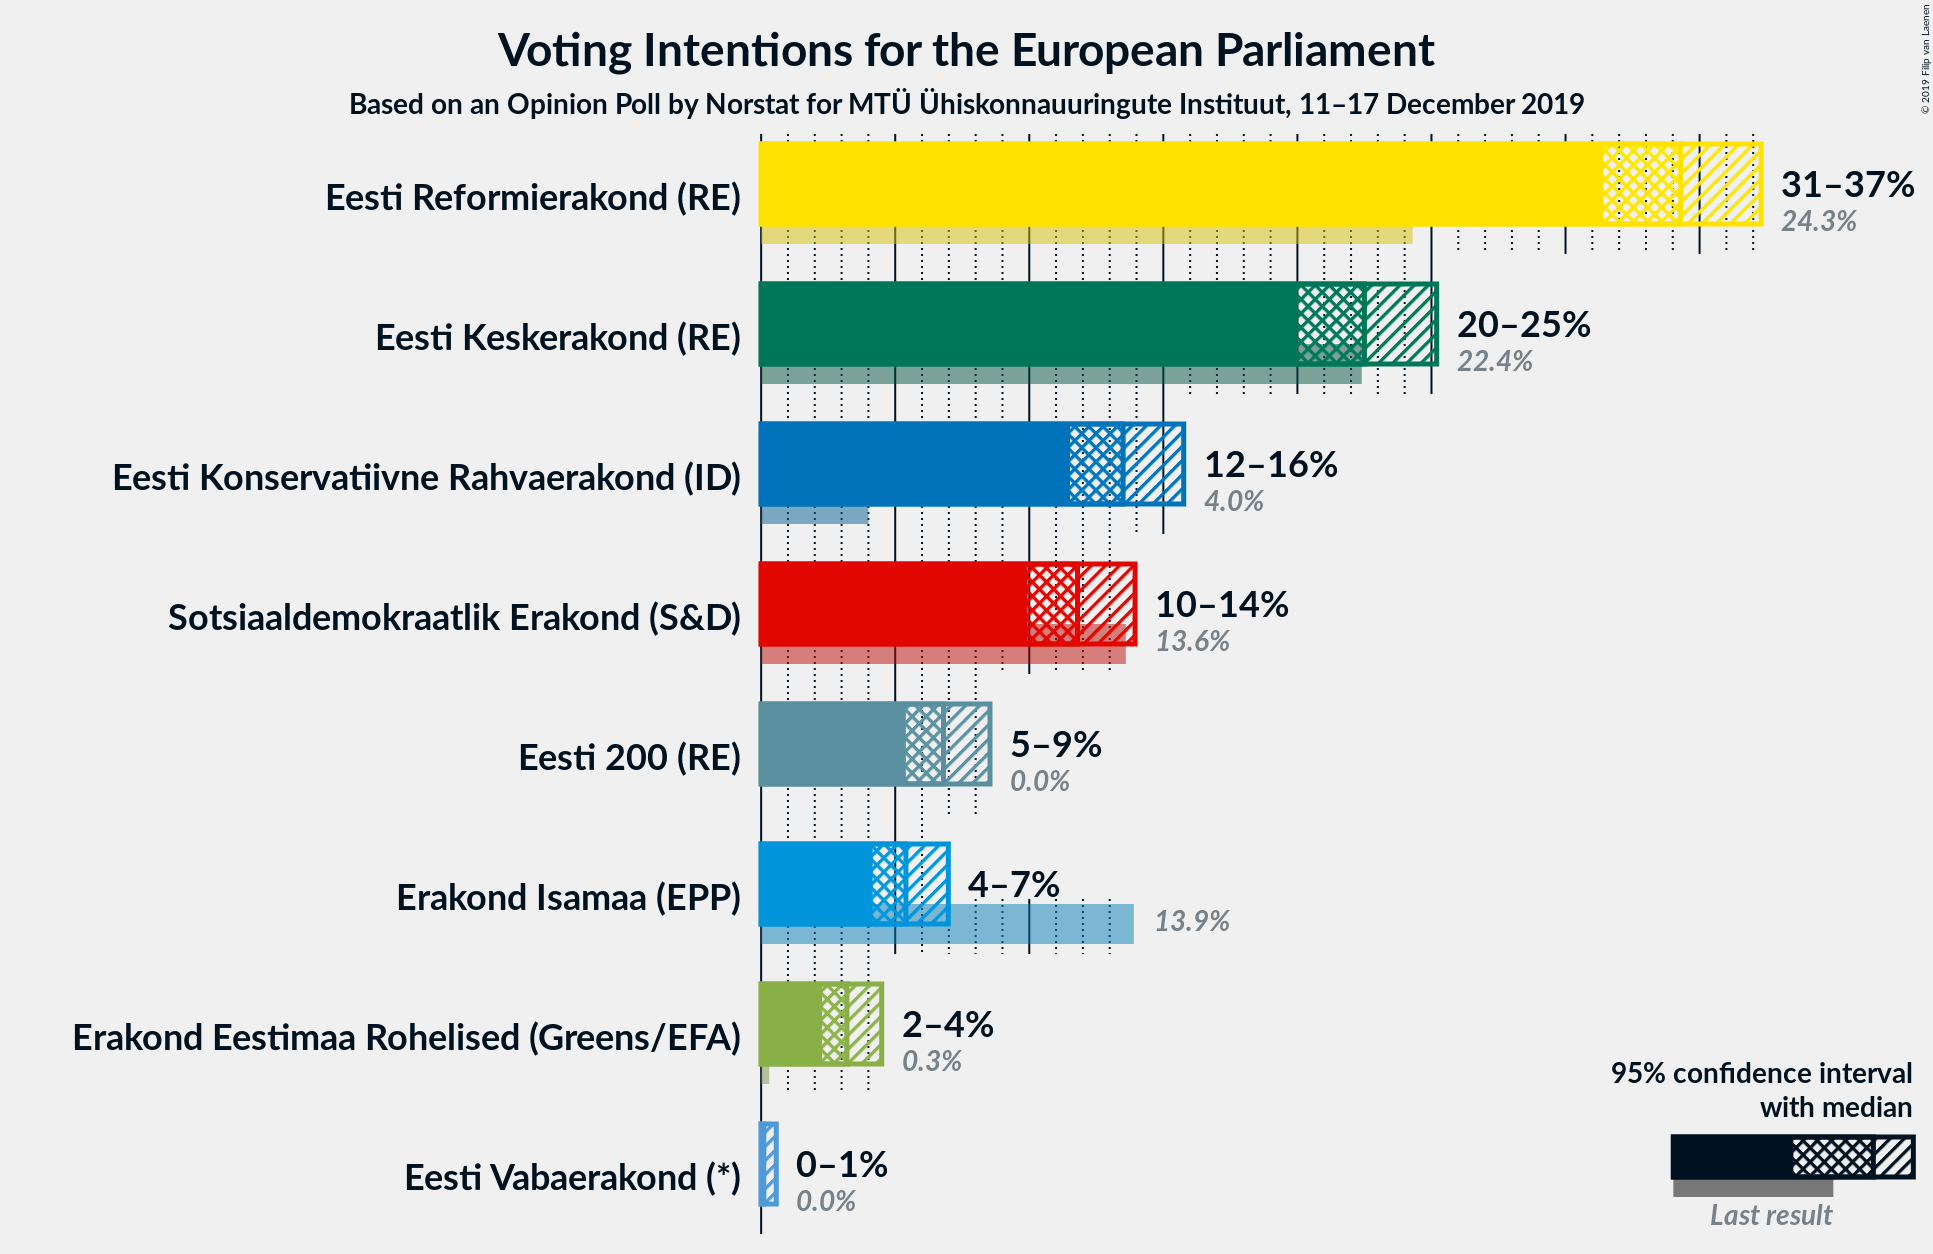 Voting Intentions for the European Parliament
Based on an Opinion Poll by Norstat for MTÜ Ühiskonnauuringute Instituut, 11–17 December 2019
© 2019 Filip van Laenen
Eesti Reformierakond (RE)
31–37%
24.3%
Eesti Keskerakond (RE)
20–25%
22.4%
Eesti Konservatiivne Rahvaerakond (ID)
12–16%
4.0%
Sotsiaaldemokraatlik Erakond (S&D)
10–14%
13.6%
Eesti 200 (RE)
5–9%
0.0%
Erakond Isamaa (EPP)
4–7%
13.9%
Erakond Eestimaa Rohelised (Greens/EFA)
2–4%
0.3%
Eesti Vabaerakond (*)
0–1%
0.0%
95% confidence interval
with median
Last result